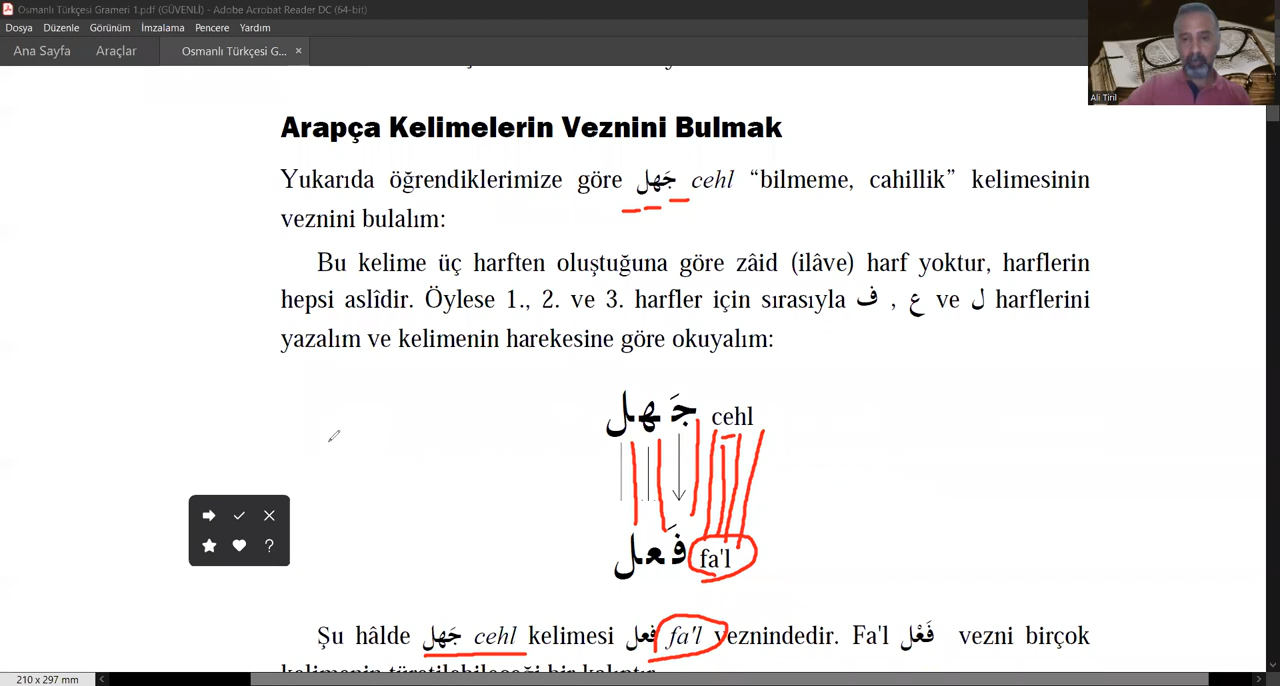 Osmanlı Türkçesi Grameri 1.pdf (GÜVENLİ) - Adobe Acrobat Reader DC (64-bit)
Dosya Düzenle Görünüm İmzalama Pencere Yardım
Ana Sayfa Araçlar Osmanlı Türkçesi G... ×
Ali Tiril
Arapça Kelimelerin Veznini Bulmak
Yukarıda öğrendiklerimize göre جَهل cehl “bilmeme, cahillik” kelimesinin
veznini bulalım:
Bu kelime üç harften oluştuğuna göre zâid (ilâve) harf yoktur, harflerin
hepsi aslîdir. Öylese 1., 2. ve 3. harfler için sırasıyla ف , ع ve ل harflerini
yazalım ve kelimenin harekesine göre okuyalım:
جَهل cehl
فَعل fa'l
Şu hâlde جَهل cehl kelimesi فعل fa'l veznindedir. Fa'l فَعْل vezni birçok
kelimenin türetilebileceği bir kalıptır.
210 x 297 mm